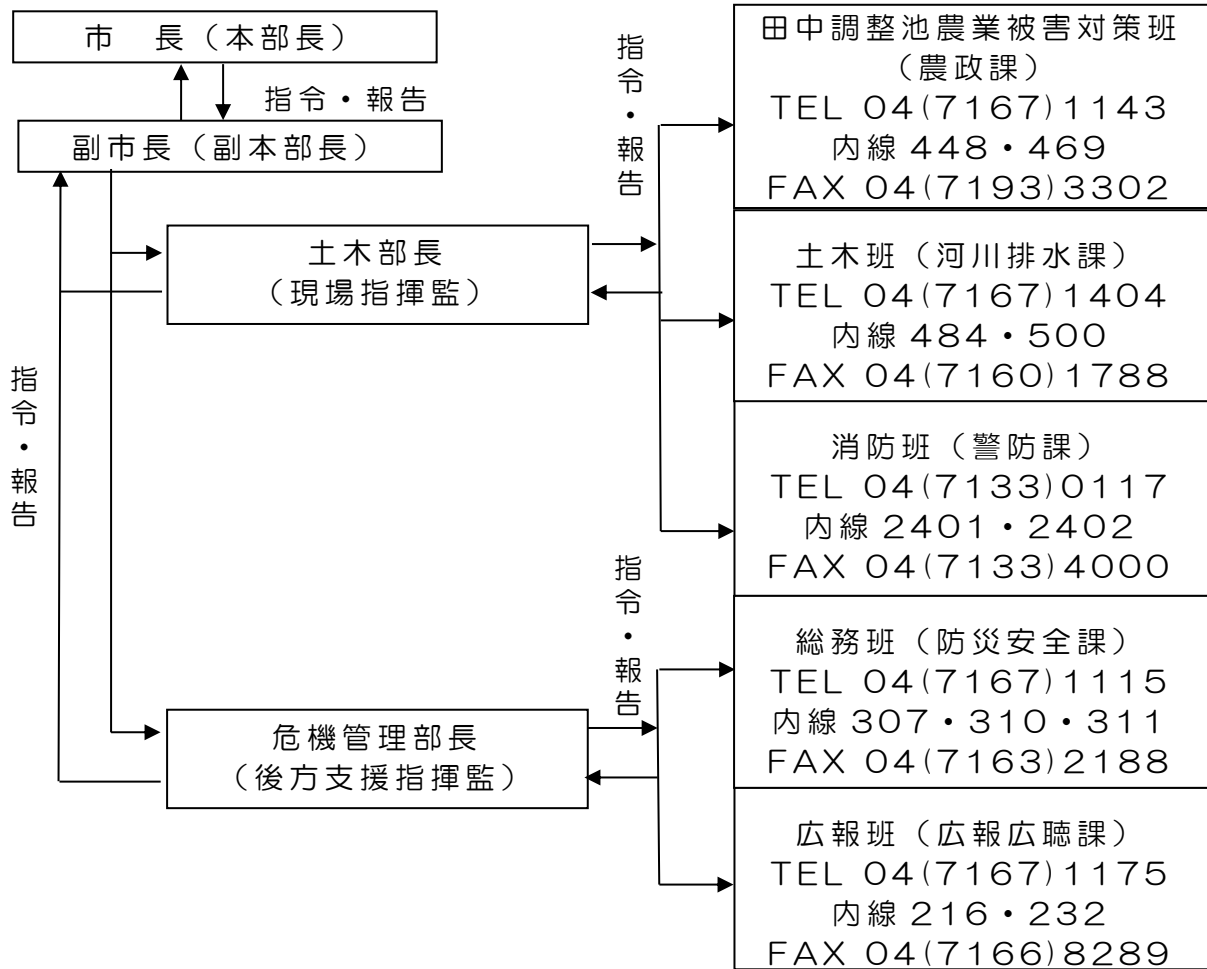 市　長（本部長）
指令・報告
副市長（副本部長）
土木部長
（現場指揮監）
指令・報告
危機管理部長
（後方支援指揮監）
指令・報告
田中調整池農業被害対策班
（農政課）
TEL 04(7167)1143
内線 448・469
FAX 04(7193)3302
土木班（河川排水課）
TEL 04(7167)1404
内線 484・500
FAX 04(7160)1788
消防班（警防課）
TEL 04(7133)0117
内線 2401・2402
FAX 04(7133)4000
指令・報告
総務班（防災安全課）
TEL 04(7167)1115
内線 307・310・311
FAX 04(7163)2188
広報班（広報広聴課）
TEL 04(7167)1175
内線 216・232
FAX 04(7166)8289